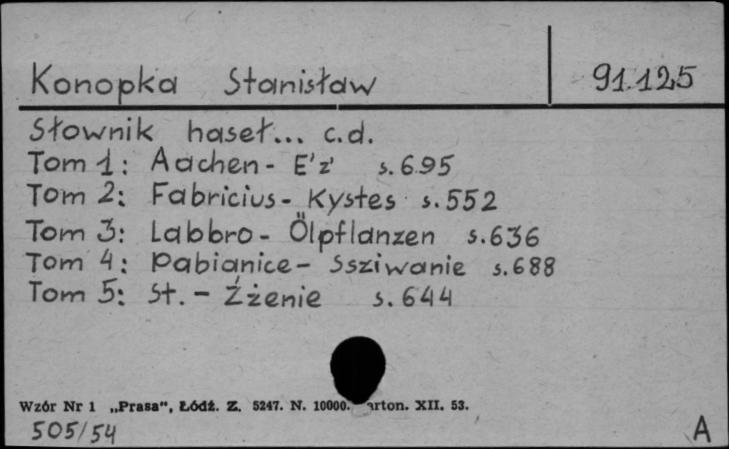 Konopka Stanisław 91.125
Słownik haseł... c.d.
Tom 1: Aachen - E'z' s.695
Tom 2: Fabricius - Kystes s.552
Tom 3: Labbro - Ölpflanzen s.636
Tom 4: Pabianice - Ssziwanie s.688
Tom 5: St. - Źżenie s.644
Wzór Nr 1 „Prasa", Łódź. Z. 5247. N. 10000. arton. XII. 53.
505/54 A